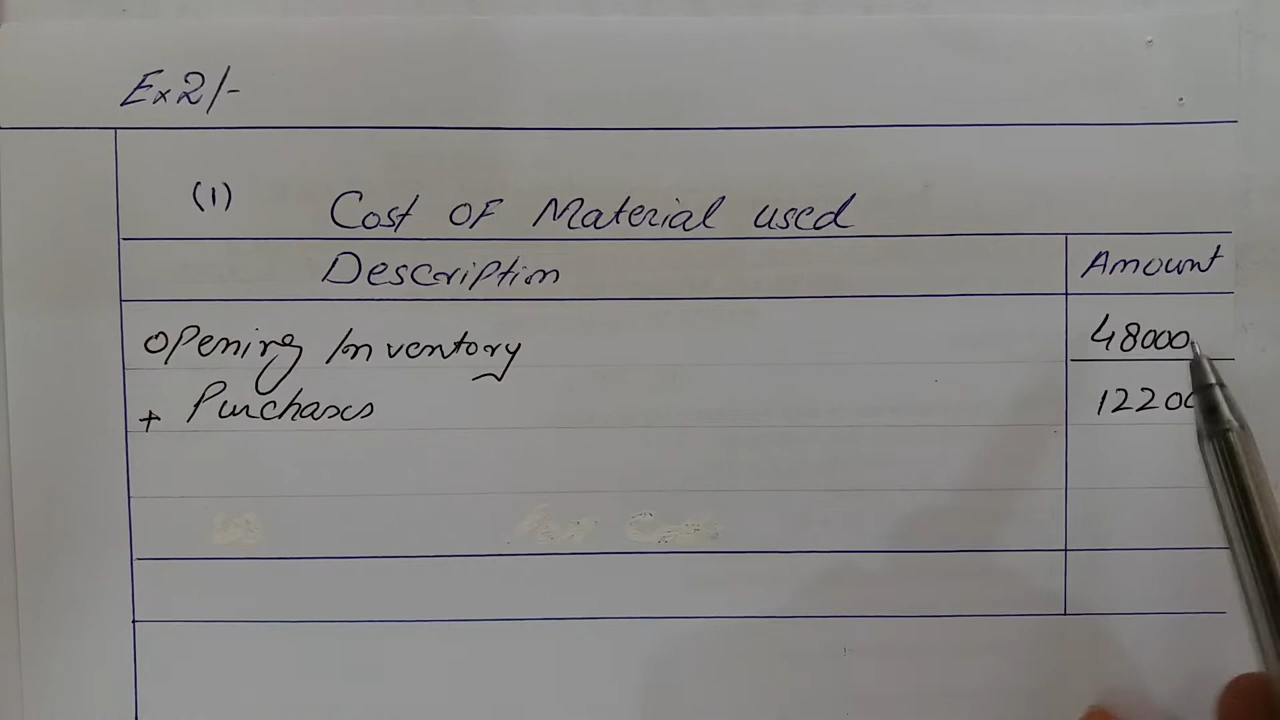 Ex2/-
(1) Cost OF Material used
Description Amount
Opening Inventory 48000
+ Purchases